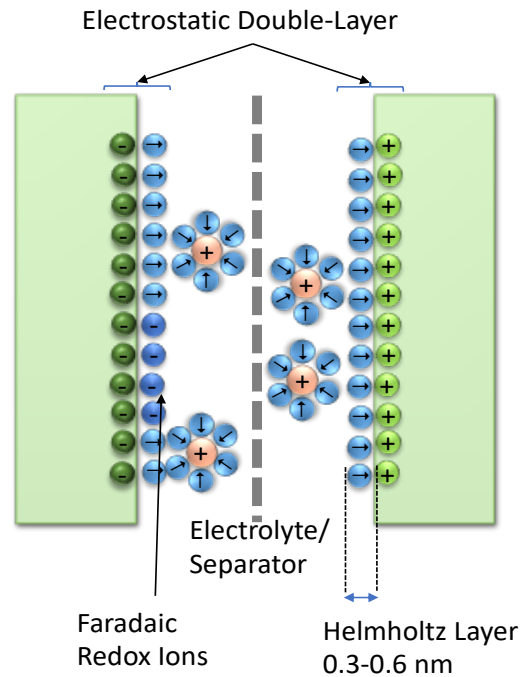 Electrostatic Double-Layer
Electrolyte/
Separator
Faradaic
Redox Ions
Helmholtz Layer
0.3-0.6 nm